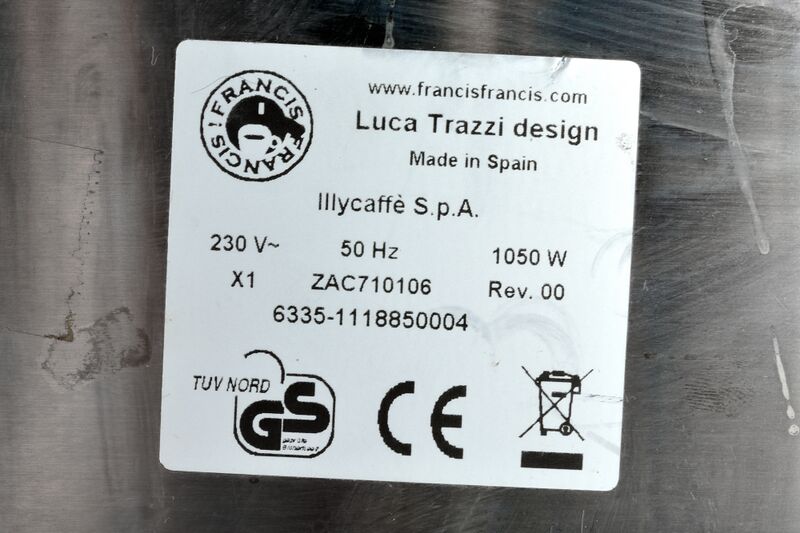 FRANCIS! FRANCIS!
www.francisfrancis.com
Luca Trazzi design
Made in Spain
Illycaffè S.p.A.
230 V~ 50 Hz 1050 W
X1 ZAC710106 Rev. 00
6335-1118850004
TUV NORD
GS
CE